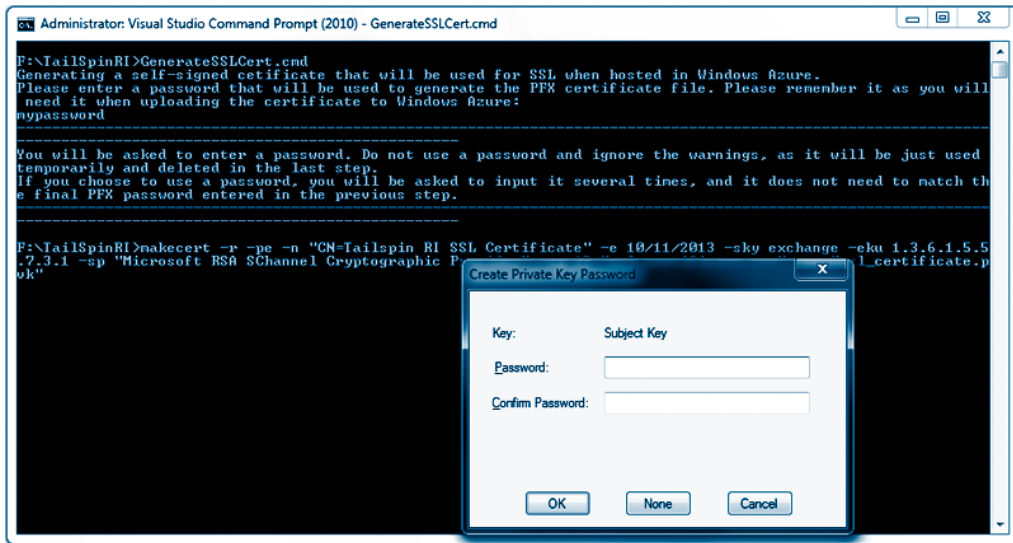 Administrator: Visual Studio Command Prompt (2010) - GenerateSSLCert.cmd
F:\TailSpinRI>GenerateSSLCert.cmd
Generating a self-signed cetificate that will be used for SSL when hosted in Windows Azure.
Please enter a password that will be used to generate the PFX certificate file. Please remember it as you will
need it when uploading the certificate to Windows Azure:
mypassword
You will be asked to enter a password. Do not use a password and ignore the warnings, as it will be just used
temporarily and deleted in the last step.
If you choose to use a password, you will be asked to input it several times, and it does not need to match th
e final PFX password entered in the previous step.
F:\TailSpinRI>makecert -r -pe -n "CN=Tailspin RI SSL Certificate" -e 10/11/2013 -sky exchange -eku 1.3.6.1.5.5
.7.3.1 -sp "Microsoft RSA SChannel Cryptographic l_certificate.p
vk"
Create Private Key Password
Key: Subject Key
Password:
Confirm Password:
OK None Cancel